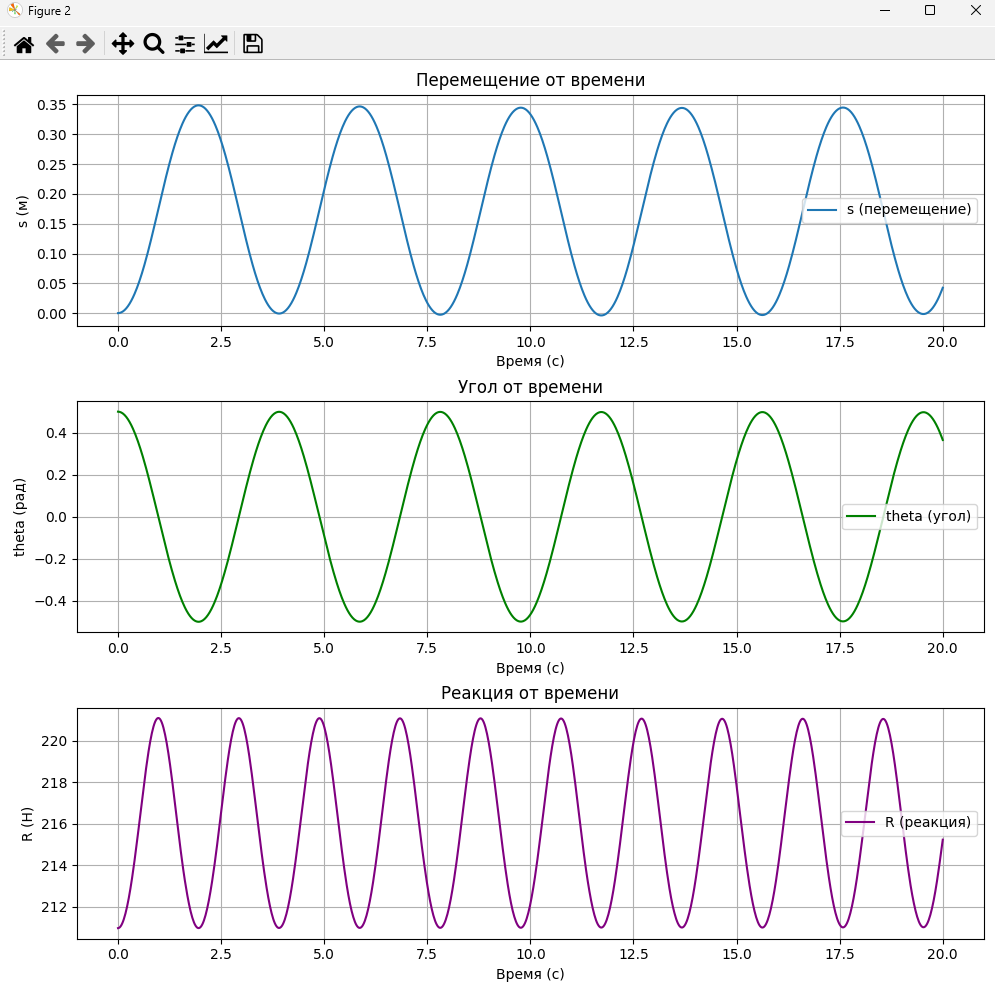 Figure 2
Перемещение от времени
0.35
0.30
0.25
0.20
0.15
0.10
0.05
0.00
s (м)
s (перемещение)
0.0 2.5 5.0 7.5 10.0 12.5 15.0 17.5 20.0
Время (с)
Угол от времени
0.4
0.2
0.0
−0.2
−0.4
theta (рад)
theta (угол)
0.0 2.5 5.0 7.5 10.0 12.5 15.0 17.5 20.0
Время (с)
Реакция от времени
220
218
216
214
212
R (Н)
R (реакция)
0.0 2.5 5.0 7.5 10.0 12.5 15.0 17.5 20.0
Время (с)